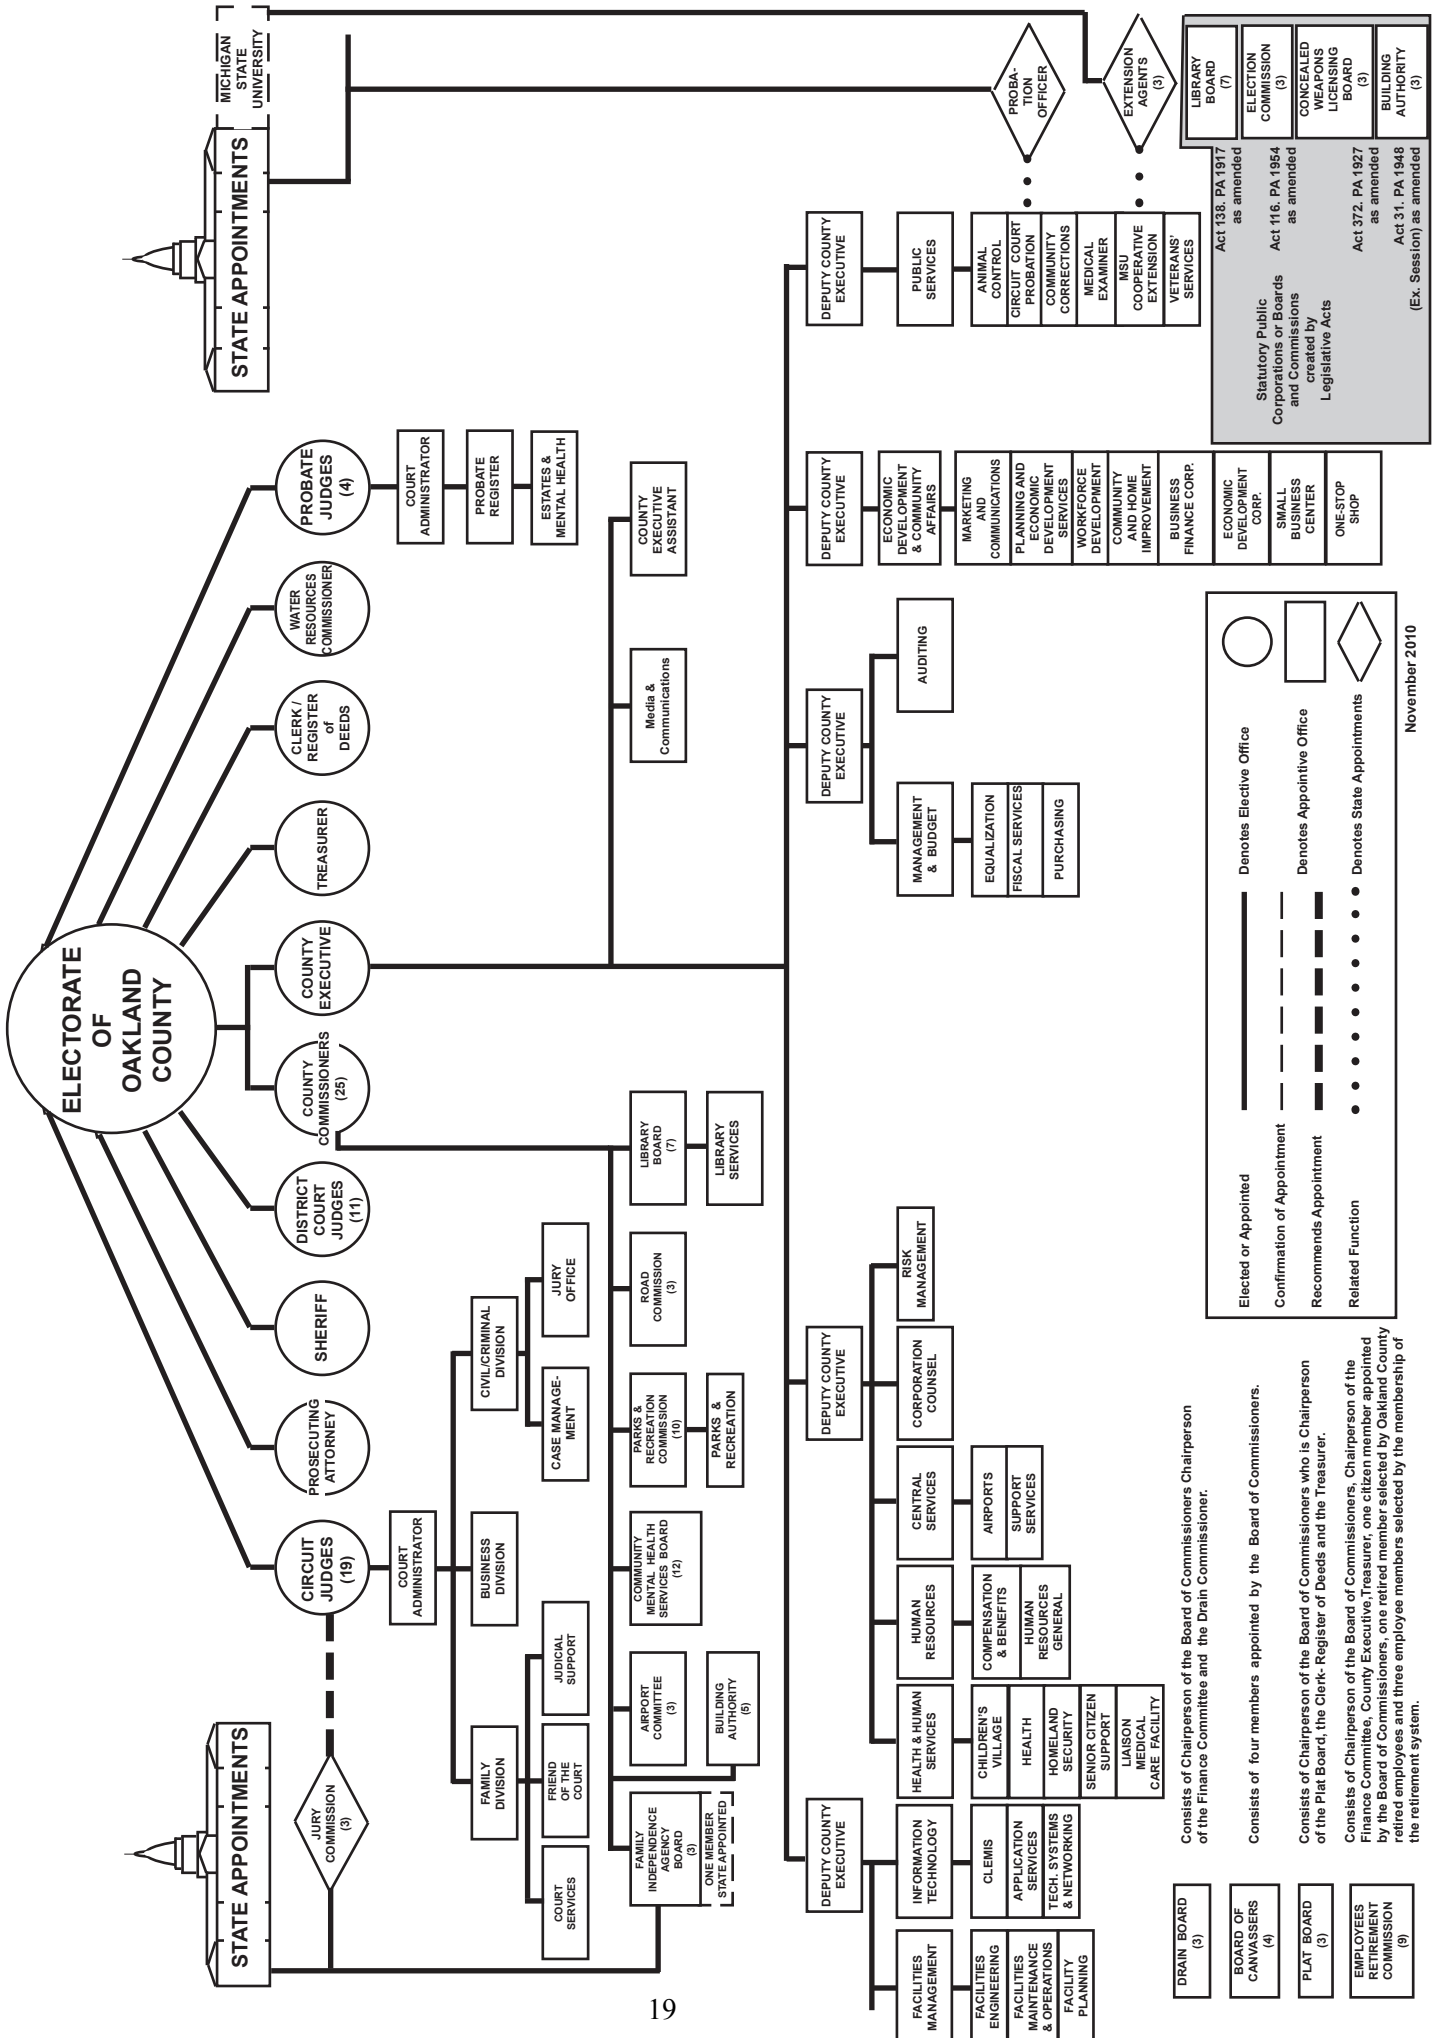 ELECTORATE
OF
OAKLAND
COUNTY
STATE APPOINTMENTS
STATE APPOINTMENTS
MICHIGAN
STATE
UNIVERSITY
JURY
COMMISSION
(3)
CIRCUIT
JUDGES
(19)
PROSECUTING
ATTORNEY
SHERIFF
DISTRICT
COURT
JUDGES
(11)
COUNTY
COMMISSIONERS
(25)
COUNTY
EXECUTIVE
TREASURER
CLERK /
REGISTER
of
DEEDS
WATER
RESOURCES
COMMISSIONER
PROBATE
JUDGES
(4)
COURT
ADMINISTRATOR
PROBATE
REGISTER
ESTATES &
MENTAL HEALTH
COURT
ADMINISTRATOR
FAMILY
DIVISION
BUSINESS
DIVISION
CIVIL/CRIMINAL
DIVISION
COURT
SERVICES
FRIEND
OF THE
COURT
JUDICIAL
SUPPORT
CASE MANAGE-
MENT
JURY
OFFICE
FAMILY
INDEPENDENCE
AGENCY
BOARD
(3)
ONE MEMBER
STATE APPOINTED
AIRPORT
COMMITTEE
(3)
BUILDING
AUTHORITY
(5)
COMMUNITY
MENTAL HEALTH
SERVICES BOARD
(12)
PARKS &
RECREATION
COMMISSION
(10)
PARKS &
RECREATION
ROAD
COMMISSION
(3)
LIBRARY
BOARD
(7)
LIBRARY
SERVICES
Media &
Communications
COUNTY
EXECUTIVE
ASSISTANT
DEPUTY COUNTY
EXECUTIVE
FACILITIES
MANAGEMENT
FACILITIES
ENGINEERING
FACILITIES
MAINTENANCE
& OPERATIONS
FACILITY
PLANNING
INFORMATION
TECHNOLOGY
CLEMIS
APPLICATION
SERVICES
TECH. SYSTEMS
& NETWORKING
DEPUTY COUNTY
EXECUTIVE
HEALTH & HUMAN
SERVICES
CHILDREN'S
VILLAGE
HEALTH
HOMELAND
SECURITY
SENIOR CITIZEN
SUPPORT
LIAISON
MEDICAL
CARE FACILITY
HUMAN
RESOURCES
COMPENSATION
& BENEFITS
HUMAN
RESOURCES
GENERAL
CENTRAL
SERVICES
AIRPORTS
SUPPORT
SERVICES
CORPORATION
COUNSEL
RISK
MANAGEMENT
DEPUTY COUNTY
EXECUTIVE
MANAGEMENT
& BUDGET
EQUALIZATION
FISCAL SERVICES
PURCHASING
AUDITING
DEPUTY COUNTY
EXECUTIVE
ECONOMIC
DEVELOPMENT
& COMMUNITY
AFFAIRS
MARKETING
AND
COMMUNICATIONS
PLANNING AND
ECONOMIC
DEVELOPMENT
SERVICES
WORKFORCE
DEVELOPMENT
COMMUNITY
AND HOME
IMPROVEMENT
BUSINESS
FINANCE CORP.
ECONOMIC
DEVELOPMENT
CORP.
SMALL
BUSINESS
CENTER
ONE-STOP
SHOP
DEPUTY COUNTY
EXECUTIVE
PUBLIC
SERVICES
ANIMAL
CONTROL
CIRCUIT COURT
PROBATION
COMMUNITY
CORRECTIONS
MEDICAL
EXAMINER
MSU
COOPERATIVE
EXTENSION
VETERANS'
SERVICES
PROBA-
TION
OFFICER
EXTENSION
AGENTS
(3)
DRAIN BOARD
(3)
Consists of Chairperson of the Board of Commissioners Chairperson
of the Finance Committee and the Drain Commissioner.
BOARD OF
CANVASSERS
(4)
Consists of four members appointed by the Board of Commissioners.
PLAT BOARD
(3)
Consists of Chairperson of the Board of Commissioners who is Chairperson
of the Plat Board, the Clerk- Register of Deeds and the Treasurer.
EMPLOYEES
RETIREMENT
COMMISSION
(9)
Consists of Chairperson of the Board of Commissioners, Chairperson of the
Finance Committee, County Executive,Treasurer, one citizen member appointed
by the Board of Commissioners, one retired member selected by Oakland County
retired employees and three employee members selected by the membership of
the retirement system.
Elected or Appointed
Denotes Elective Office
Confirmation of Appointment
Recommends Appointment
Denotes Appointive Office
Related Function
Denotes State Appointments
November 2010
Statutory Public
Corporations or Boards
and Commissions
created by
Legislative Acts
Act 138. PA 1917
as amended
LIBRARY
BOARD
(7)
Act 116. PA 1954
as amended
ELECTION
COMMISSION
(3)
Act 372. PA 1927
as amended
CONCEALED
WEAPONS
LICENSING
BOARD
(3)
Act 31. PA 1948
(Ex. Session) as amended
BUILDING
AUTHORITY
(3)
19